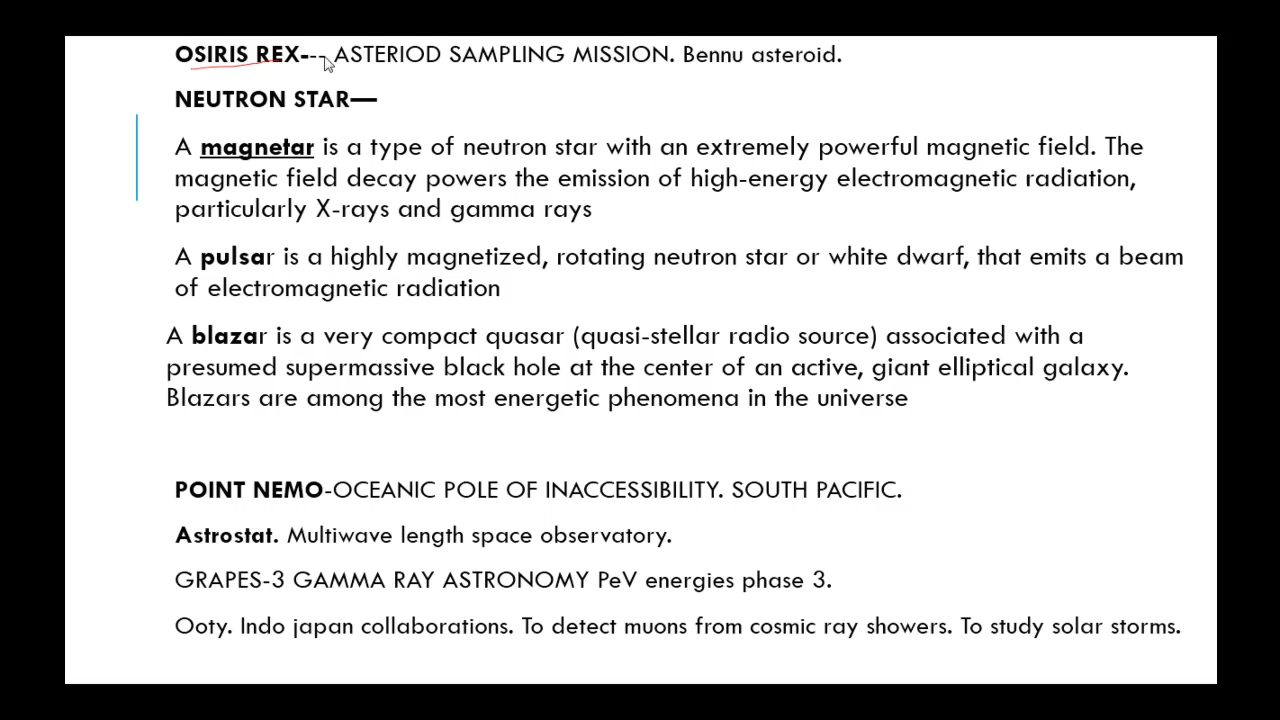 OSIRIS REX--- ASTERIOD SAMPLING MISSION. Bennu asteroid.
NEUTRON STAR—
A magnetar is a type of neutron star with an extremely powerful magnetic field. The
magnetic field decay powers the emission of high-energy electromagnetic radiation,
particularly X-rays and gamma rays
A pulsar is a highly magnetized, rotating neutron star or white dwarf, that emits a beam
of electromagnetic radiation
A blazar is a very compact quasar (quasi-stellar radio source) associated with a
presumed supermassive black hole at the center of an active, giant elliptical galaxy.
Blazars are among the most energetic phenomena in the universe
POINT NEMO-OCEANIC POLE OF INACCESSIBILITY. SOUTH PACIFIC.
Astrostat. Multiwave length space observatory.
GRAPES-3 GAMMA RAY ASTRONOMY PeV energies phase 3.
Ooty. Indo japan collaborations. To detect muons from cosmic ray showers. To study solar storms.